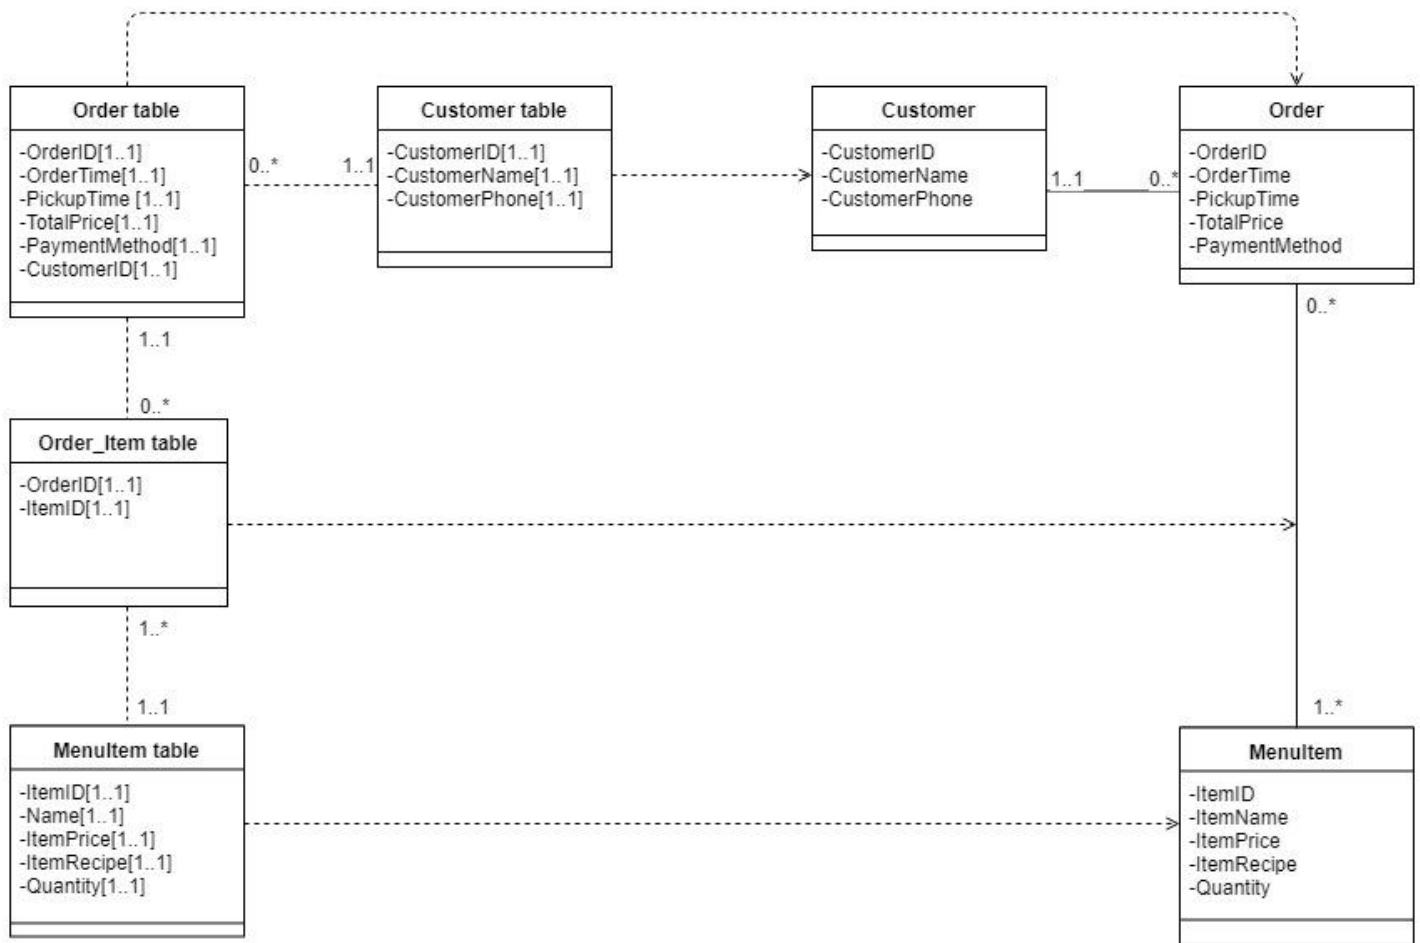 Order table
-OrderID[1..1]
-OrderTime[1..1]
-PickupTime [1..1]
-TotalPrice[1..1]
-PaymentMethod[1..1]
-CustomerID[1..1]
0..*
1..1
Customer table
-CustomerID[1..1]
-CustomerName[1..1]
-CustomerPhone[1..1]
Customer
-CustomerID
-CustomerName
-CustomerPhone
1..1
0..*
Order
-OrderID
-OrderTime
-PickupTime
-TotalPrice
-PaymentMethod
0..*
1..1
0..*
Order_Item table
-OrderID[1..1]
-ItemID[1..1]
1..*
1..1
1..*
MenuItem table
-ItemID[1..1]
-Name[1..1]
-ItemPrice[1..1]
-ItemRecipe[1..1]
-Quantity[1..1]
MenuItem
-ItemID
-ItemName
-ItemPrice
-ItemRecipe
-Quantity